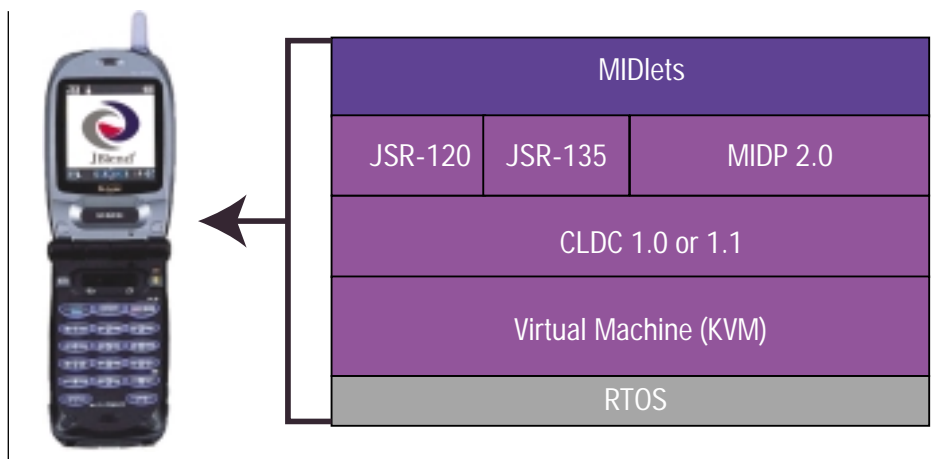 JBlend
MIDlets
JSR-120 JSR-135 MIDP 2.0
CLDC 1.0 or 1.1
Virtual Machine (KVM)
RTOS